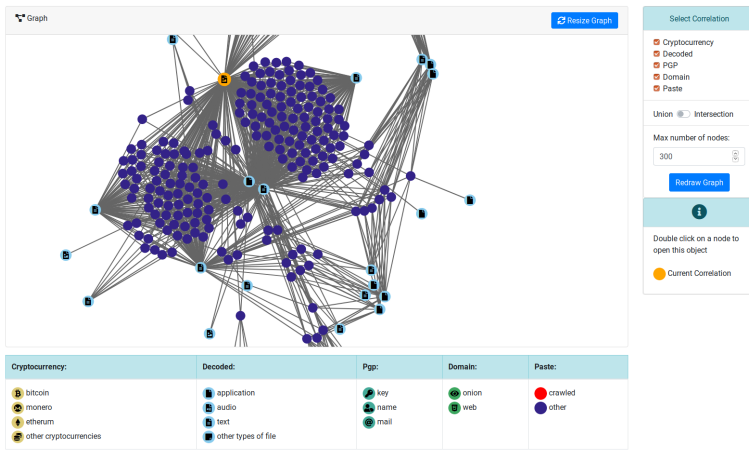 Graph
Resize Graph
Select Correlation
Cryptocurrency
Decoded
PGP
Domain
Paste
Union Intersection
Max number of nodes:
300
Redraw Graph
Double click on a node to
open this object
Current Correlation
Cryptocurrency: Decoded: Pgp: Domain: Paste:
bitcoin application key onion crawled
monero audio name web other
etherum text mail
other cryptocurrencies other types of file